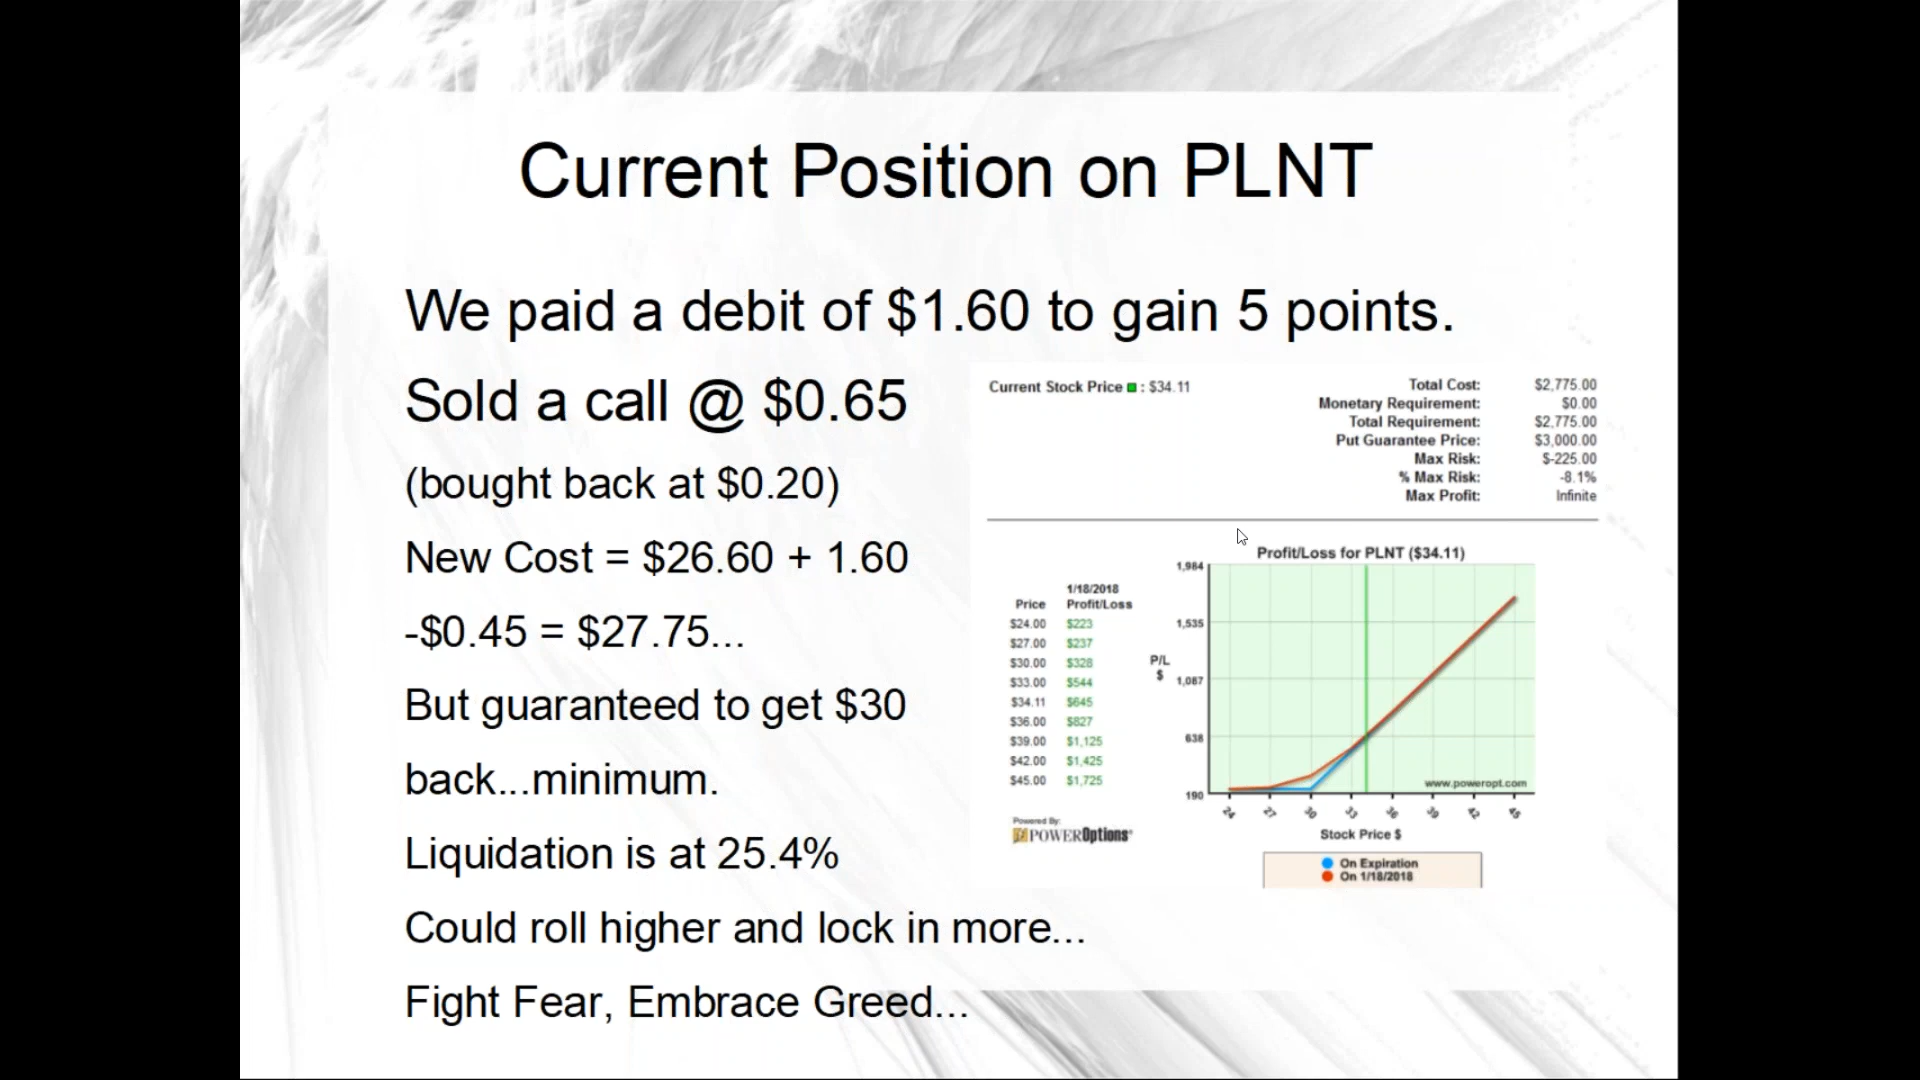 Current Position on PLNT
We paid a debit of $1.60 to gain 5 points.
Sold a call @ $0.65
(bought back at $0.20)
New Cost = $26.60 + 1.60
-$0.45 = $27.75...
But guaranteed to get $30
back...minimum.
Liquidation is at 25.4%
Could roll higher and lock in more...
Fight Fear, Embrace Greed...
Current Stock Price : $34.11
Total Cost: $2,775.00
Monetary Requirement: $0.00
Total Requirement: $2,775.00
Put Guarantee Price: $3,000.00
Max Risk: $-225.00
% Max Risk: -8.1%
Max Profit: Infinite
1/18/2018
Price Profit/Loss
$24.00 $223
$27.00 $237
$30.00 $328
$33.00 $544
$34.11 $645
$36.00 $827
$39.00 $1,125
$42.00 $1,425
$45.00 $1,725
Powered By:
POWEROptions®
Profit/Loss for PLNT ($34.11)
1,984
1,535
P/L
$
1,087
638
190
www.poweropt.com
24 27 30 33 36 39 42 45
Stock Price $
On Expiration
On 1/18/2018